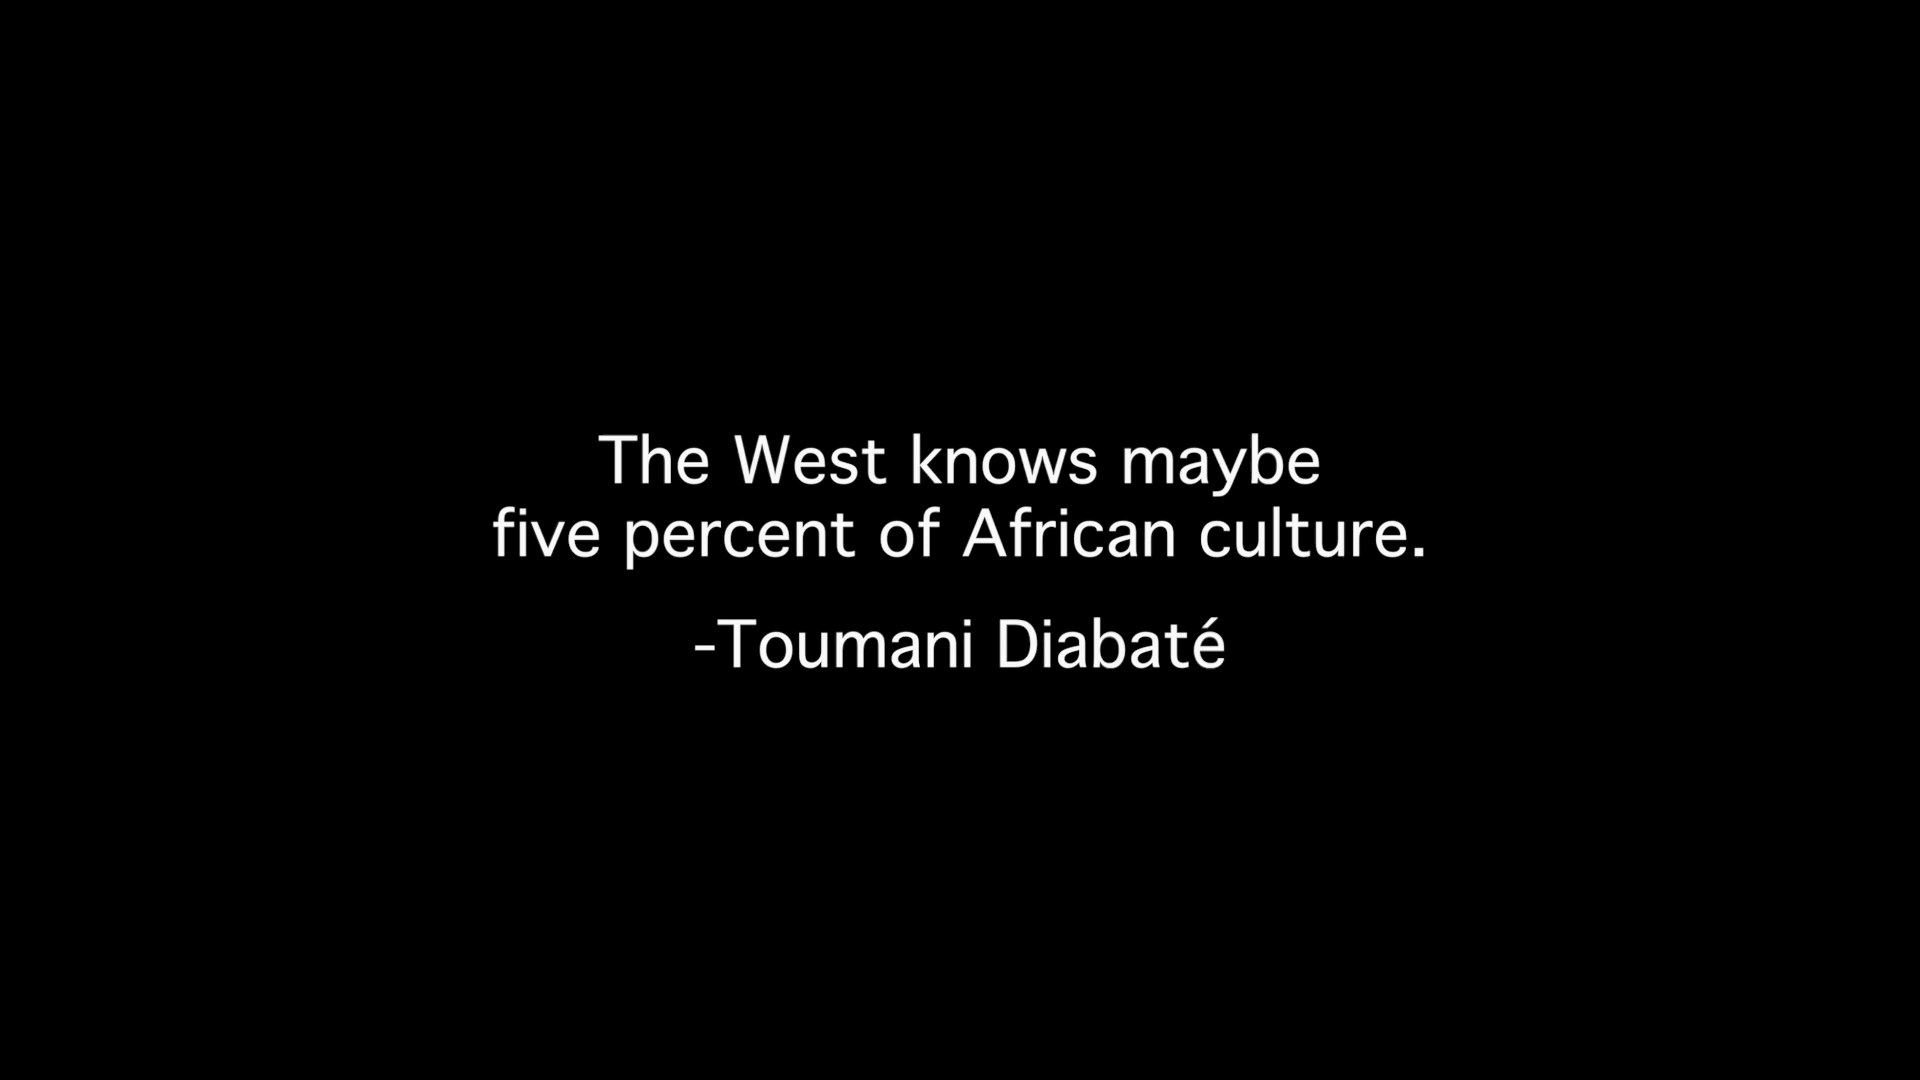 The West knows maybe
five percent of African culture.
-Toumani Diabaté